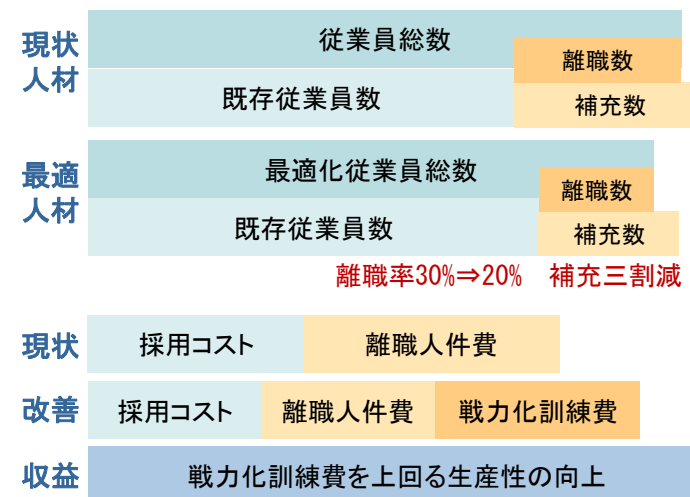 現状
人材
従業員総数
離職数
既存従業員数
補充数
最適
人材
最適化従業員総数
離職数
既存従業員数
補充数
離職率30%⇒20%　補充三割減
現状
採用コスト
離職人件費
改善
採用コスト
離職人件費
戦力化訓練費
収益
戦力化訓練費を上回る生産性の向上